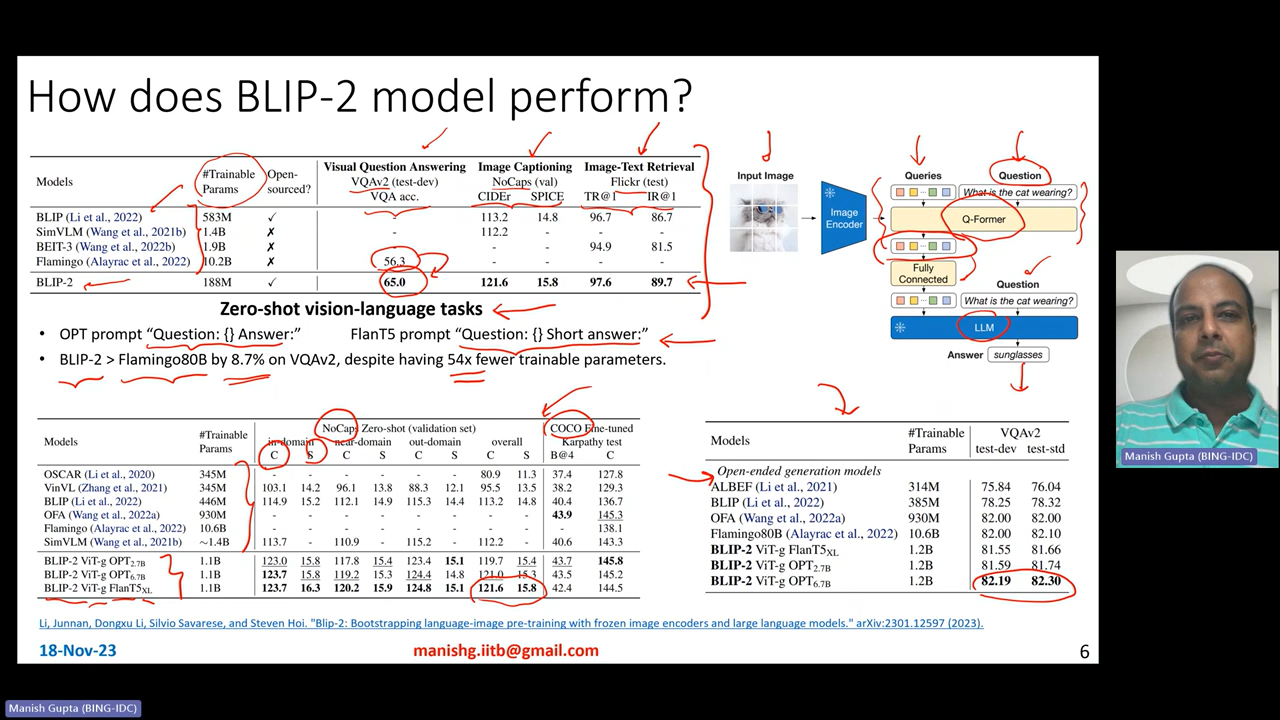 How does BLIP-2 model perform?
Models #Trainable Params Open-sourced? Visual Question Answering VQAv2 (test-dev) VQA acc. Image Captioning NoCaps (val) CIDEr SPICE Image-Text Retrieval Flickr (test) TR@1 IR@1
BLIP (Li et al., 2022) 583M ✓ - 113.2 14.8 96.7 86.7
SimVLM (Wang et al., 2021b) 1.4B ✗ - 112.2 - - -
BEIT-3 (Wang et al., 2022b) 1.9B ✗ - - - 94.9 81.5
Flamingo (Alayrac et al., 2022) 10.2B ✗ 56.3 - - - -
BLIP-2 188M ✓ 65.0 121.6 15.8 97.6 89.7
Zero-shot vision-language tasks
• OPT prompt “Question: {} Answer:” FlanT5 prompt “Question: {} Short answer:”
• BLIP-2 > Flamingo80B by 8.7% on VQAv2, despite having 54x fewer trainable parameters.
Input Image
Image Encoder
Queries
Question
What is the cat wearing?
Q-Former
Fully Connected
Question
What is the cat wearing?
LLM
Answer sunglasses
Models #Trainable Params NoCaps Zero-shot (validation set) COCO Fine-tuned
in-domain near-domain out-domain overall Karpathy test
C S C S C S C S B@4 C
OSCAR (Li et al., 2020) 345M - - - - - - 80.9 11.3 37.4 127.8
VinVL (Zhang et al., 2021) 345M 103.1 14.2 96.1 13.8 88.3 12.1 95.5 13.5 38.2 129.3
BLIP (Li et al., 2022) 446M 114.9 15.2 112.1 14.9 115.3 14.4 113.2 14.8 40.4 136.7
OFA (Wang et al., 2022a) 930M - - - - - - - - 43.9 145.3
Flamingo (Alayrac et al., 2022) 10.6B - - - - - - - - - 138.1
SimVLM (Wang et al., 2021b) ~1.4B 113.7 - 110.9 - 115.2 - 112.2 - 40.6 143.3
BLIP-2 ViT-g OPT2.7B 1.1B 123.0 15.8 117.8 15.4 123.4 15.1 119.7 15.4 43.7 145.8
BLIP-2 ViT-g OPT6.7B 1.1B 123.7 15.8 119.2 15.3 124.4 14.8 121.0 15.3 43.5 145.2
BLIP-2 ViT-g FlanT5XL 1.1B 123.7 16.3 120.2 15.9 124.8 15.1 121.6 15.8 42.4 144.5
Models #Trainable Params VQAv2 test-dev test-std
Open-ended generation models
ALBEF (Li et al., 2021) 314M 75.84 76.04
BLIP (Li et al., 2022) 385M 78.25 78.32
OFA (Wang et al., 2022a) 930M 82.00 82.00
Flamingo80B (Alayrac et al., 2022) 10.6B 82.00 82.10
BLIP-2 ViT-g FlanT5XL 1.2B 81.55 81.66
BLIP-2 ViT-g OPT2.7B 1.2B 81.59 81.74
BLIP-2 ViT-g OPT6.7B 1.2B 82.19 82.30
Li, Junnan, Dongxu Li, Silvio Savarese, and Steven Hoi. "Blip-2: Bootstrapping language-image pre-training with frozen image encoders and large language models." arXiv:2301.12597 (2023).
18-Nov-23 manishg.iitb@gmail.com 6
Manish Gupta (BING-IDC)
Manish Gupta (BING-IDC)